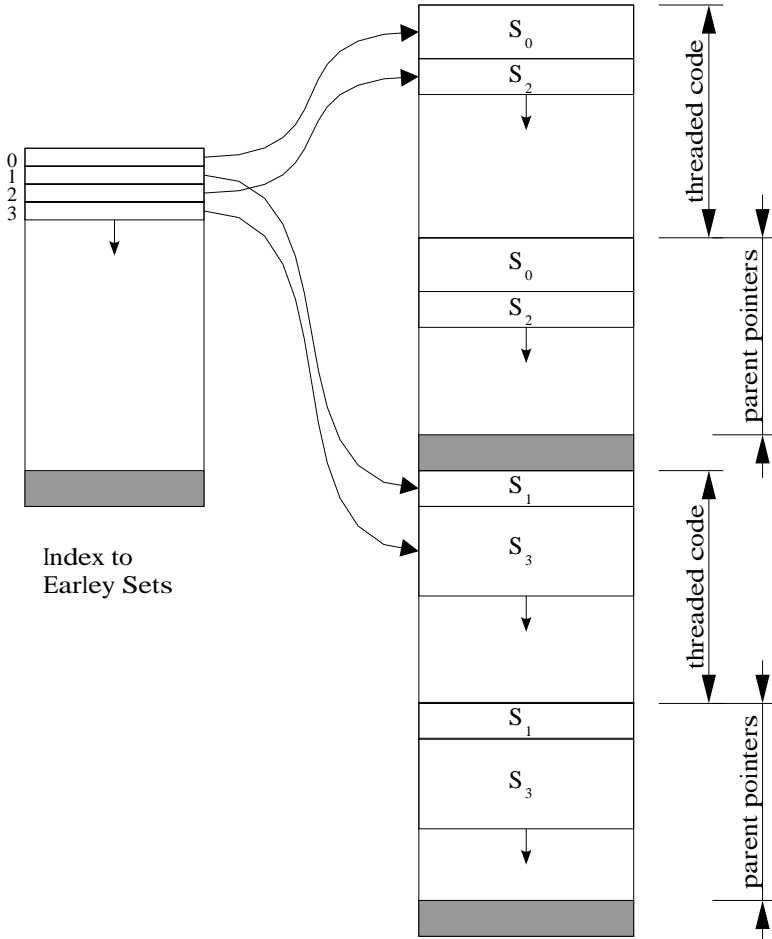 0
1
2
3
Index to
Earley Sets
S₀
S₂
threaded code
S₀
S₂
parent pointers
S₁
S₃
threaded code
S₁
S₃
parent pointers